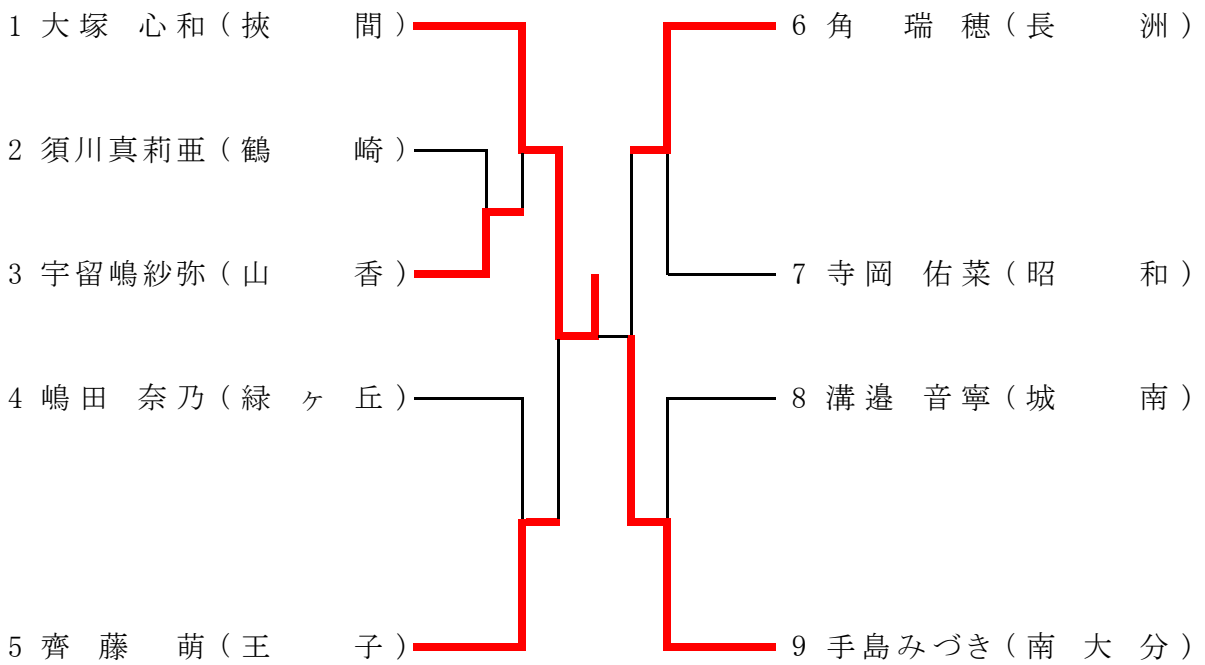 1 大塚 心和(挾 間)
2 須川真莉亜(鶴 崎)
3 宇留嶋紗弥(山 香)
4 嶋田 奈乃(緑ヶ丘)
5 齊藤 萌(王 子)
6 角 瑞穂(長 洲)
7 寺岡 佑菜(昭 和)
8 溝邉 音寧(城 南)
9 手島みづき(南大分)